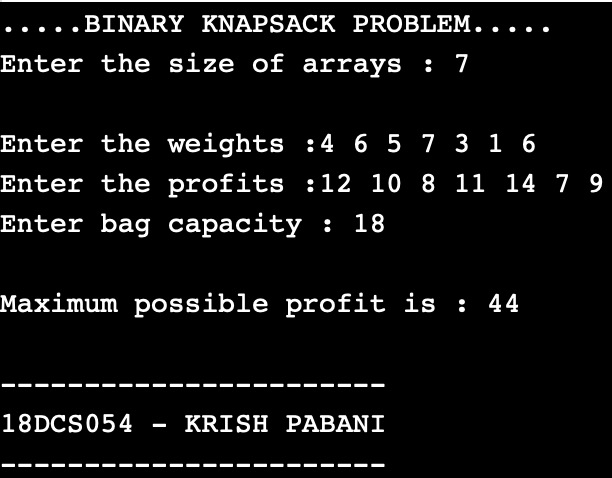 .....BINARY KNAPSACK PROBLEM.....
Enter the size of arrays : 7
Enter the weights :4 6 5 7 3 1 6
Enter the profits :12 10 8 11 14 7 9
Enter bag capacity : 18
Maximum possible profit is : 44
-----------------------
18DCS054 - KRISH PABANI
-----------------------